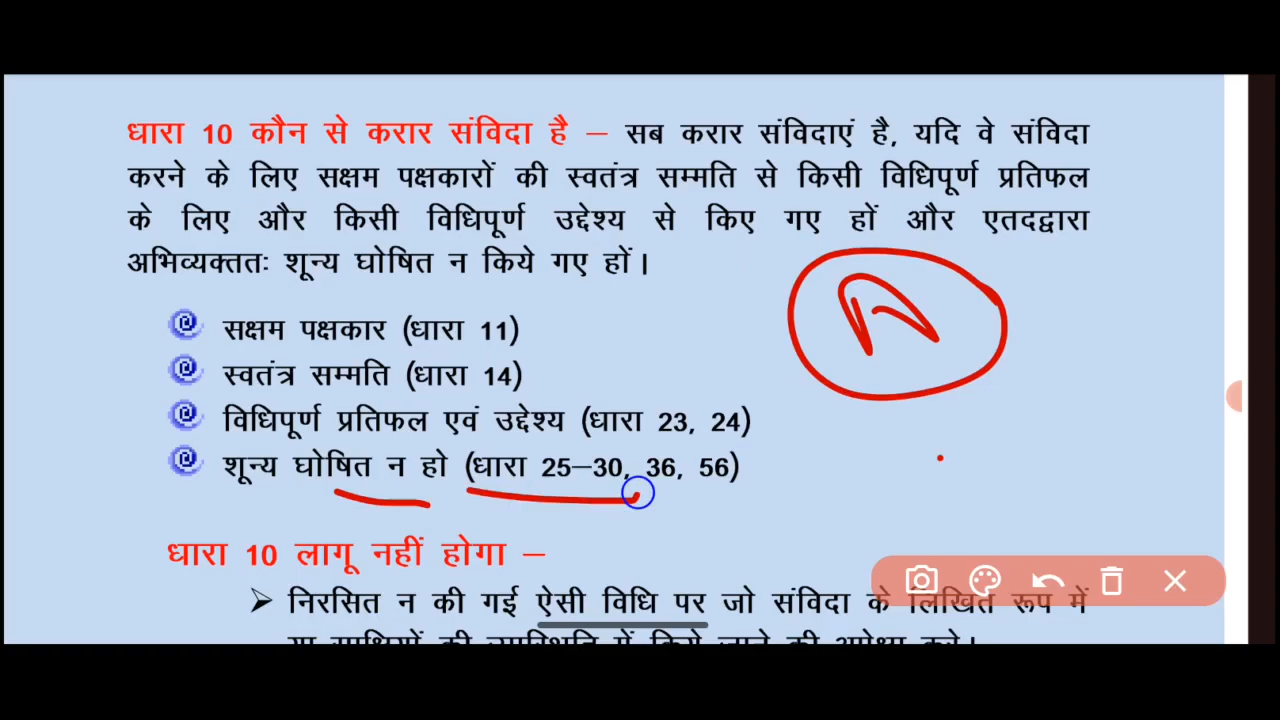 धारा 10 कौन से करार संविदा है – सब करार संविदाएं है, यदि वे संविदा
करने के लिए सक्षम पक्षकारों की स्वतंत्र सम्मति से किसी विधिपूर्ण प्रतिफल
के लिए और किसी विधिपूर्ण उद्देश्य से किए गए हों और एतदद्वारा
अभिव्यक्ततः शून्य घोषित न किये गए हों।
सक्षम पक्षकार (धारा 11)
स्वतंत्र सम्मति (धारा 14)
विधिपूर्ण प्रतिफल एवं उद्देश्य (धारा 23, 24)
शून्य घोषित न हो (धारा 25–30, 36, 56)
धारा 10 लागू नहीं होगा –
निरसित न की गई ऐसी विधि पर जो संविदा के लिखित रूप में